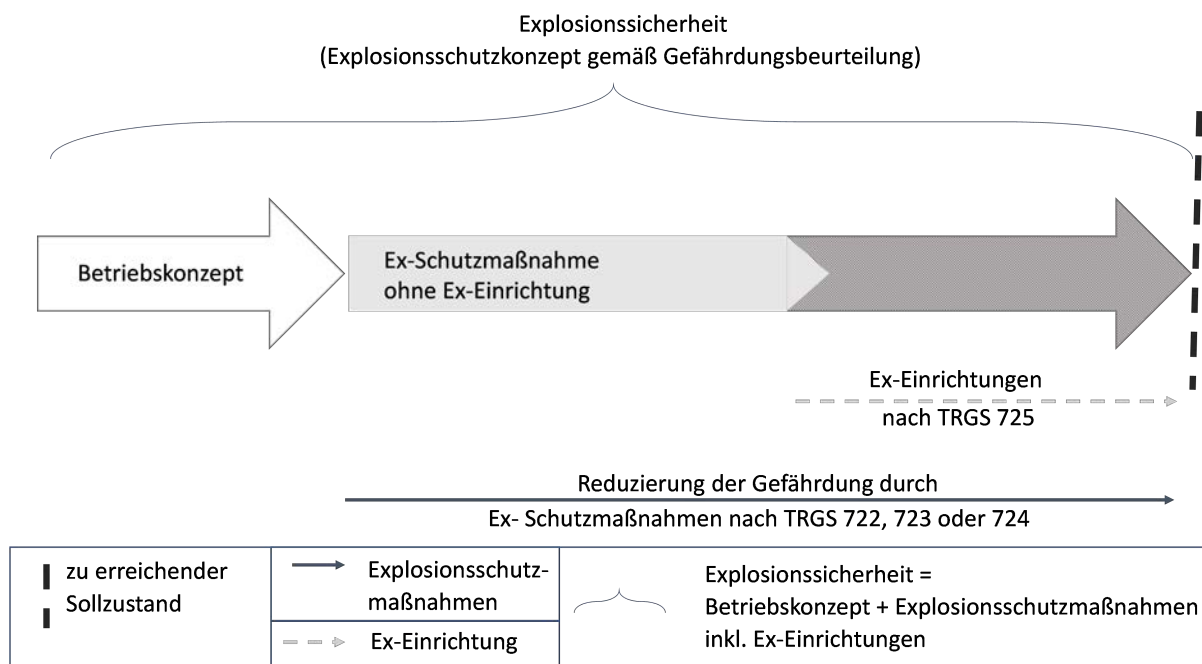 Explosionssicherheit
(Explosionsschutzkonzept gemäß Gefährdungsbeurteilung)
Betriebskonzept
Ex-Schutzmaßnahme
ohne Ex-Einrichtung
Ex-Einrichtungen
nach TRGS 725
Reduzierung der Gefährdung durch
Ex- Schutzmaßnahmen nach TRGS 722, 723 oder 724
zu erreichender
Sollzustand
Explosionsschutz-
maßnahmen
Ex-Einrichtung
Explosionssicherheit =
Betriebskonzept + Explosionsschutzmaßnahmen
inkl. Ex-Einrichtungen